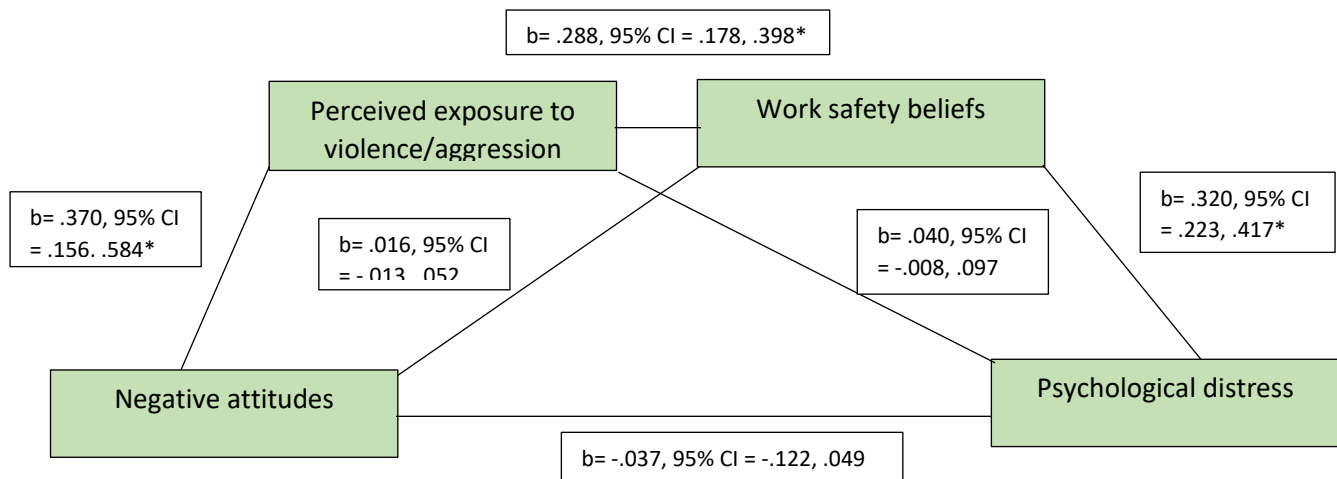 b= .288, 95% CI = .178, .398*
Perceived exposure to
violence/aggression
Work safety beliefs
b= .370, 95% CI
= .156. .584*
b= .016, 95% CI
= -.013, .052
b= .040, 95% CI
= -.008, .097
b= .320, 95% CI
= .223, .417*
Negative attitudes
Psychological distress
b= -.037, 95% CI = -.122, .049